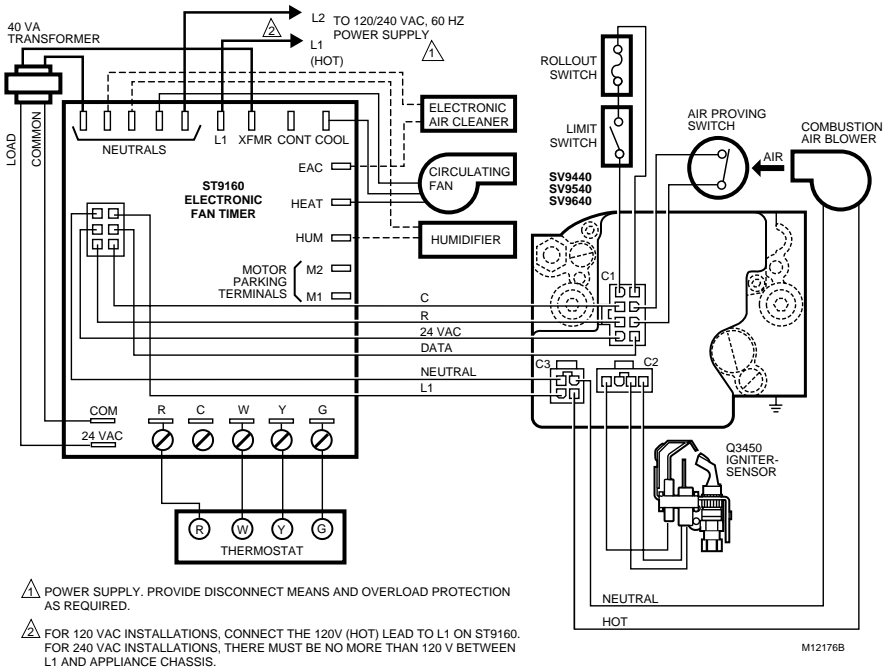 40 VA
TRANSFORMER
2
L2
TO 120/240 VAC, 60 HZ
POWER SUPPLY
L1
(HOT)
1
LOAD
COMMON
NEUTRALS
L1
XFMR
CONT
COOL
EAC
HEAT
HUM
M2
M1
ST9160
ELECTRONIC
FAN TIMER
MOTOR
PARKING
TERMINALS
ELECTRONIC
AIR CLEANER
CIRCULATING
FAN
HUMIDIFIER
ROLLOUT
SWITCH
LIMIT
SWITCH
SV9440
SV9540
SV9640
AIR PROVING
SWITCH
AIR
COMBUSTION
AIR BLOWER
C1
C
R
24 VAC
DATA
NEUTRAL
L1
C3
C2
COM
24 VAC
R
C
W
Y
G
R
W
Y
G
THERMOSTAT
Q3450
IGNITER-
SENSOR
NEUTRAL
HOT
1 POWER SUPPLY. PROVIDE DISCONNECT MEANS AND OVERLOAD PROTECTION
AS REQUIRED.
2 FOR 120 VAC INSTALLATIONS, CONNECT THE 120V (HOT) LEAD TO L1 ON ST9160.
FOR 240 VAC INSTALLATIONS, THERE MUST BE NO MORE THAN 120 V BETWEEN
L1 AND APPLIANCE CHASSIS.
M12176B